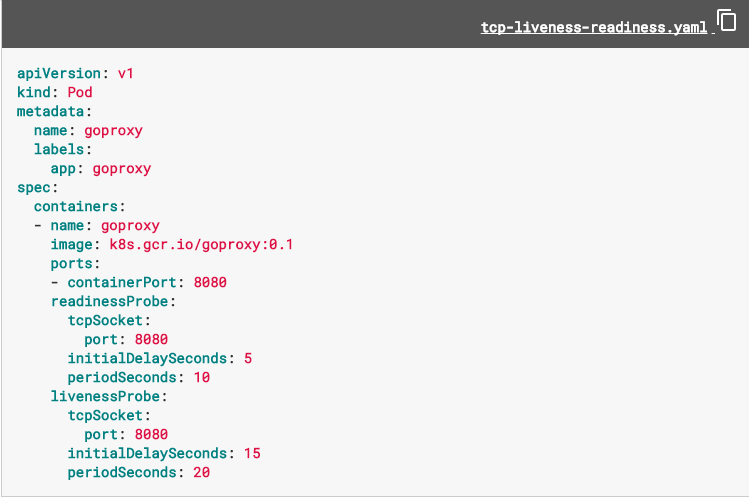 tcp-liveness-readiness.yaml
apiVersion: v1
kind: Pod
metadata:
  name: goproxy
  labels:
    app: goproxy
spec:
  containers:
  - name: goproxy
    image: k8s.gcr.io/goproxy:0.1
    ports:
    - containerPort: 8080
    readinessProbe:
      tcpSocket:
        port: 8080
      initialDelaySeconds: 5
      periodSeconds: 10
    livenessProbe:
      tcpSocket:
        port: 8080
      initialDelaySeconds: 15
      periodSeconds: 20